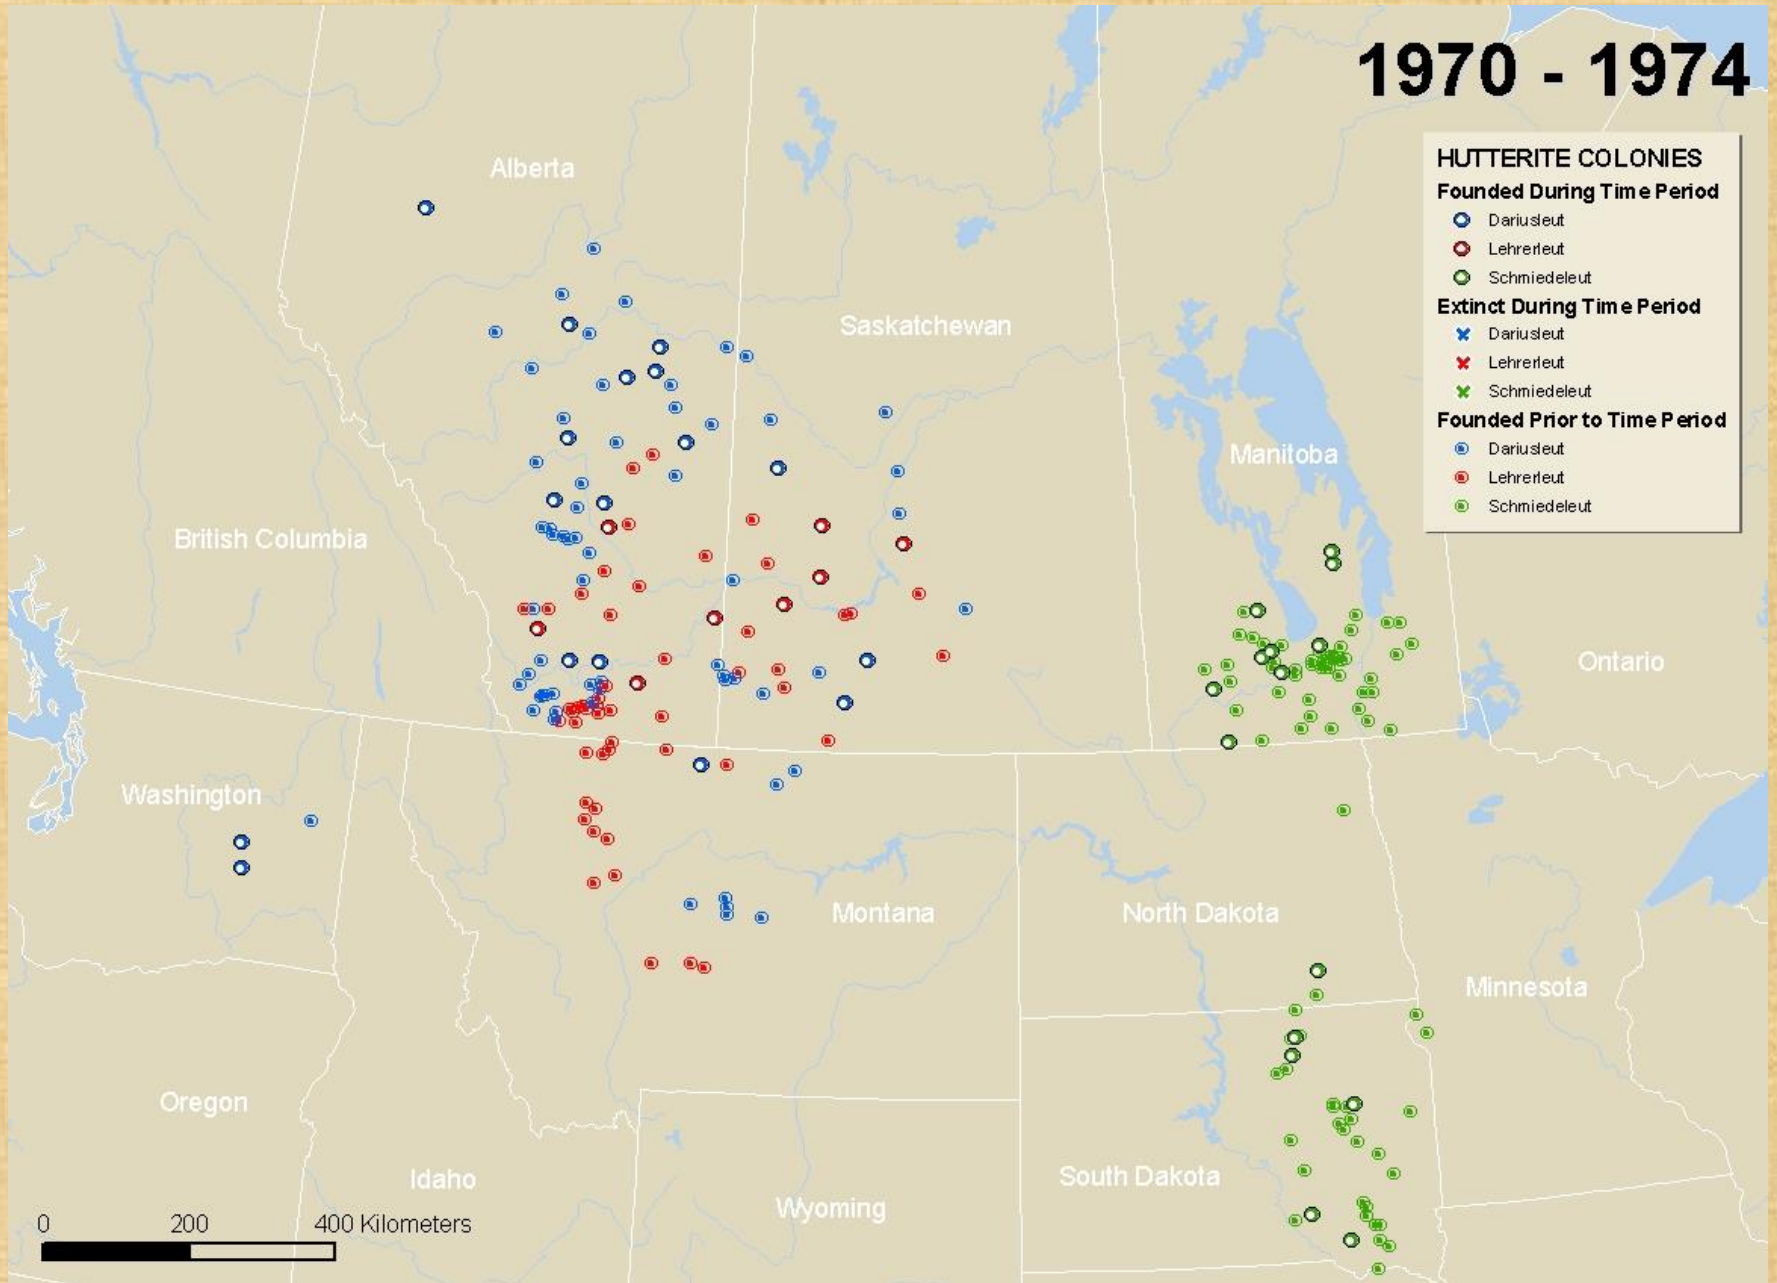 1970 - 1974
HUTTERITE COLONIES
Founded During Time Period
Dariusleut
Lehrerleut
Schmiedeleut
Extinct During Time Period
Dariusleut
Lehrerleut
Schmiedeleut
Founded Prior to Time Period
Dariusleut
Lehrerleut
Schmiedeleut
Alberta
Saskatchewan
Manitoba
British Columbia
Ontario
Washington
Montana
North Dakota
Minnesota
Oregon
Idaho
South Dakota
Wyoming
0 200 400 Kilometers